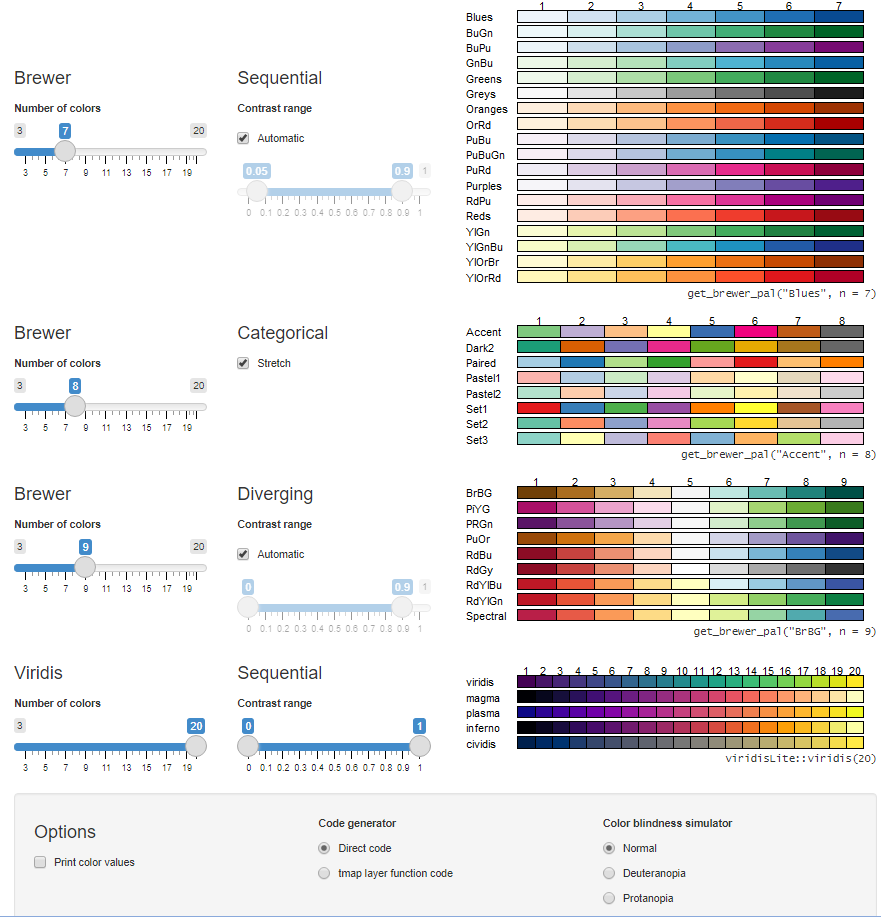 1 2 3 4 5 6 7
Blues
BuGn
BuPu
GnBu
Greens
Greys
Oranges
OrRd
PuBu
PuBuGn
PuRd
Purples
RdPu
Reds
YlGn
YlGnBu
YlOrBr
YlOrRd
get_brewer_pal("Blues", n = 7)
Brewer
Number of colors
3 7 20
3 5 7 9 11 13 15 17 19
Sequential
Contrast range
Automatic
0.05 0.9 1
0 0.1 0.2 0.3 0.4 0.5 0.6 0.7 0.8 0.9 1
Brewer
Number of colors
3 8 20
3 5 7 9 11 13 15 17 19
Categorical
Stretch
1 2 3 4 5 6 7 8
Accent
Dark2
Paired
Pastel1
Pastel2
Set1
Set2
Set3
get_brewer_pal("Accent", n = 8)
Brewer
Number of colors
3 9 20
3 5 7 9 11 13 15 17 19
Diverging
Contrast range
Automatic
0 0.9 1
0 0.1 0.2 0.3 0.4 0.5 0.6 0.7 0.8 0.9 1
1 2 3 4 5 6 7 8 9
BrBG
PiYG
PRGn
PuOr
RdBu
RdGy
RdYlBu
RdYlGn
Spectral
get_brewer_pal("BrBG", n = 9)
Viridis
Number of colors
3 20
3 5 7 9 11 13 15 17 19
Sequential
Contrast range
0 1
0 0.1 0.2 0.3 0.4 0.5 0.6 0.7 0.8 0.9 1
1 2 3 4 5 6 7 8 9 10 11 12 13 14 15 16 17 18 19 20
viridis
magma
plasma
inferno
cividis
viridisLite::viridis(20)
Options
Print color values
Code generator
Direct code
tmap layer function code
Color blindness simulator
Normal
Deuteranopia
Protanopia